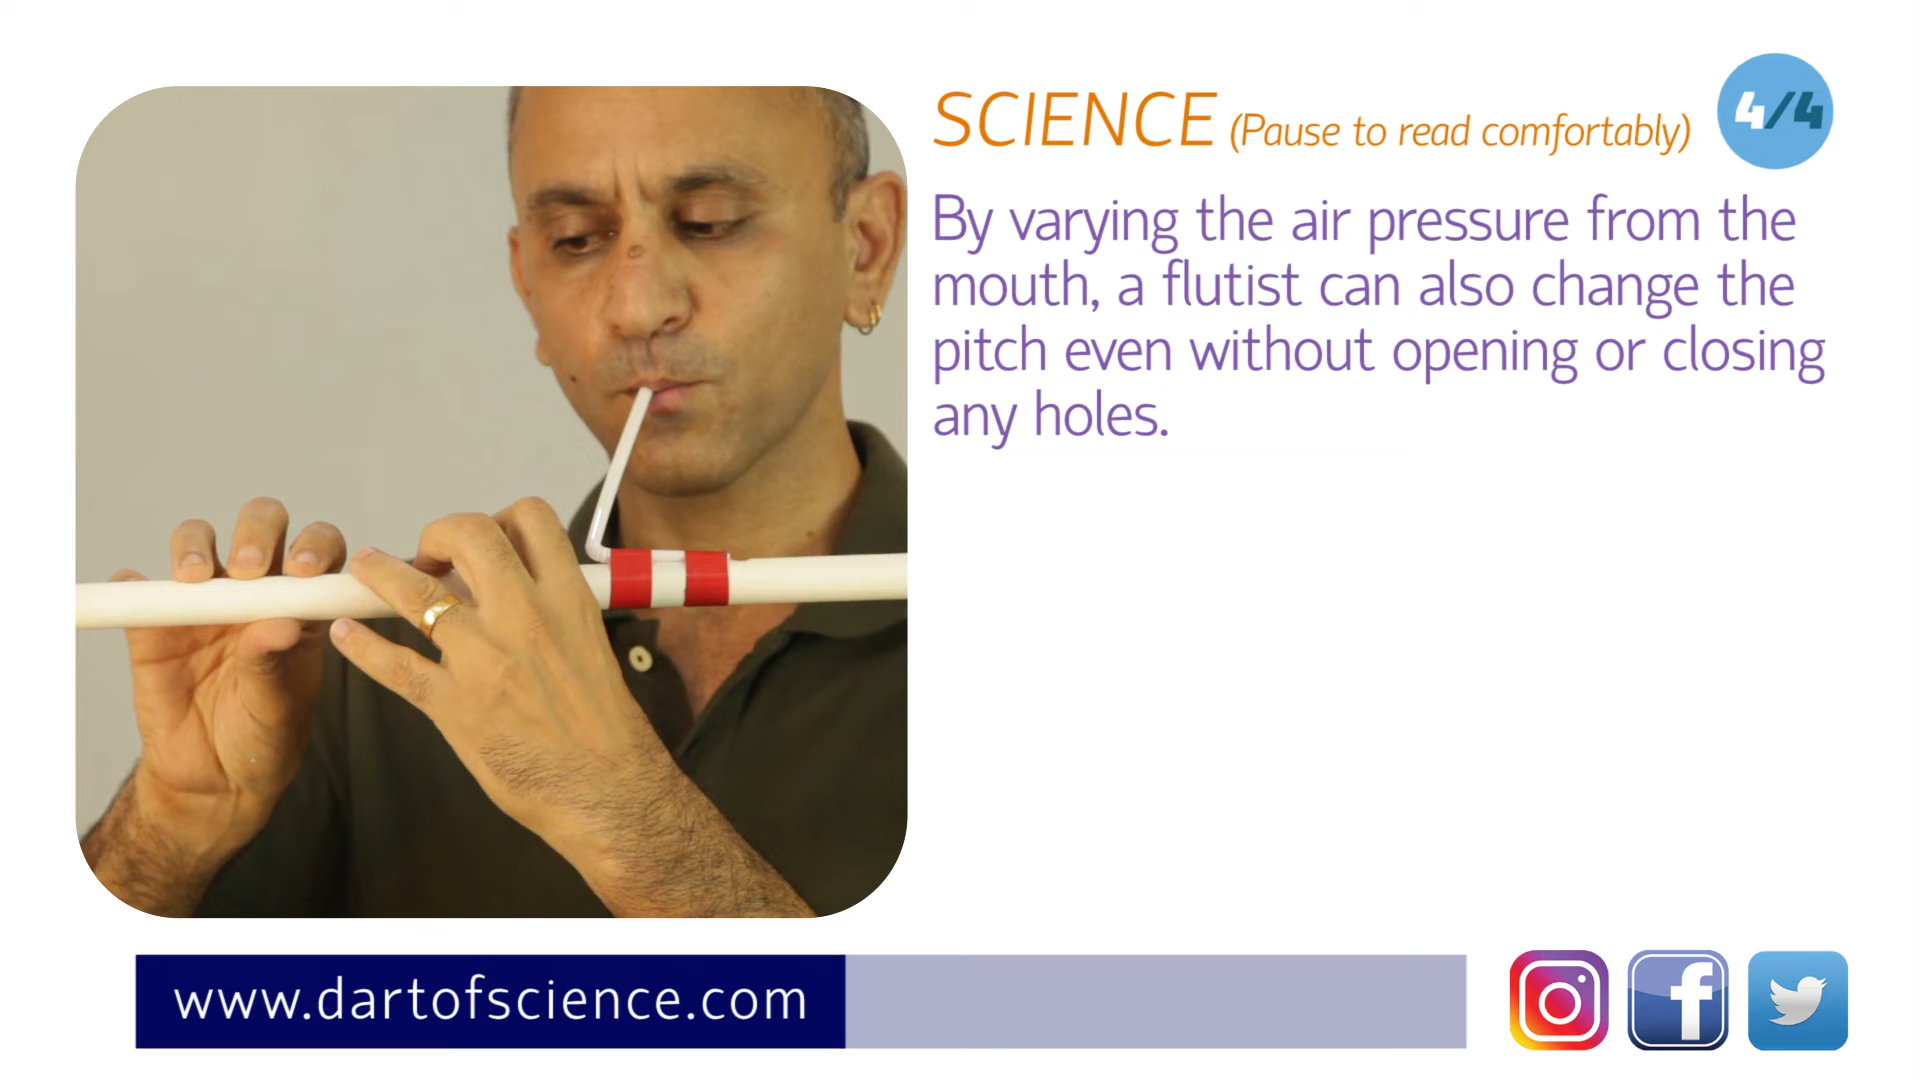 SCIENCE (Pause to read comfortably)
4/4
By varying the air pressure from the
mouth, a flutist can also change the
pitch even without opening or closing
any holes.
www.dartofscience.com